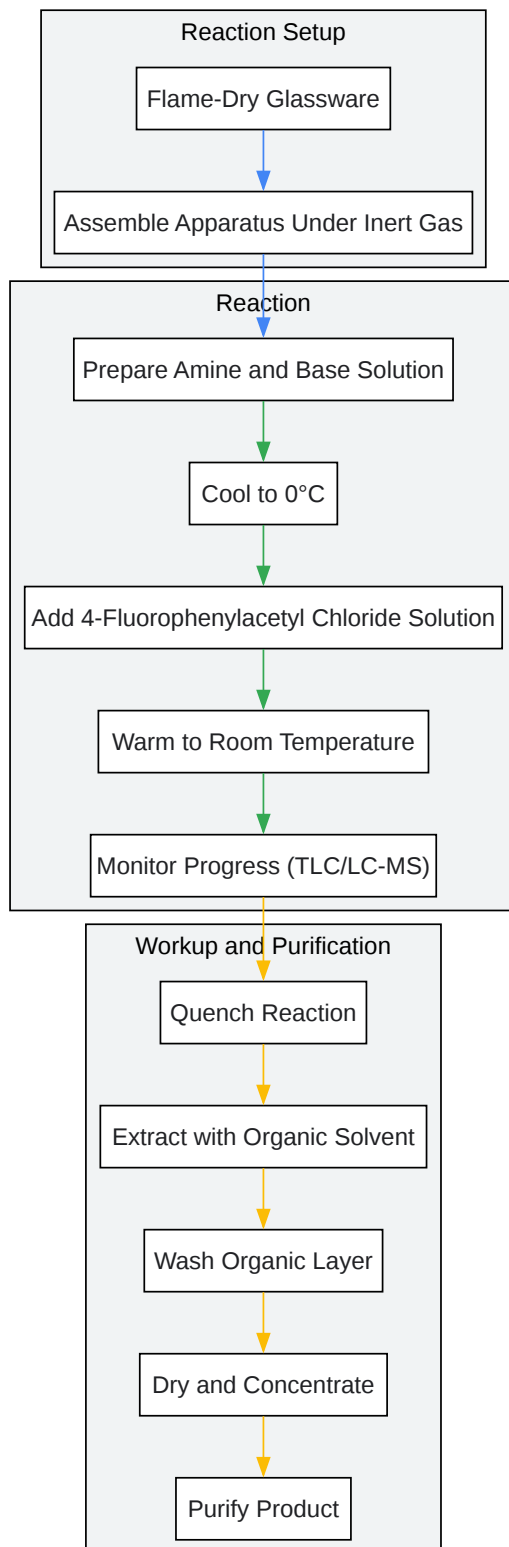 Reaction Setup
Flame-Dry Glassware
Assemble Apparatus Under Inert Gas
Reaction
Prepare Amine and Base Solution
Cool to 0°C
Add 4-Fluorophenylacetyl Chloride Solution
Warm to Room Temperature
Monitor Progress (TLC/LC-MS)
Workup and Purification
Quench Reaction
Extract with Organic Solvent
Wash Organic Layer
Dry and Concentrate
Purify Product